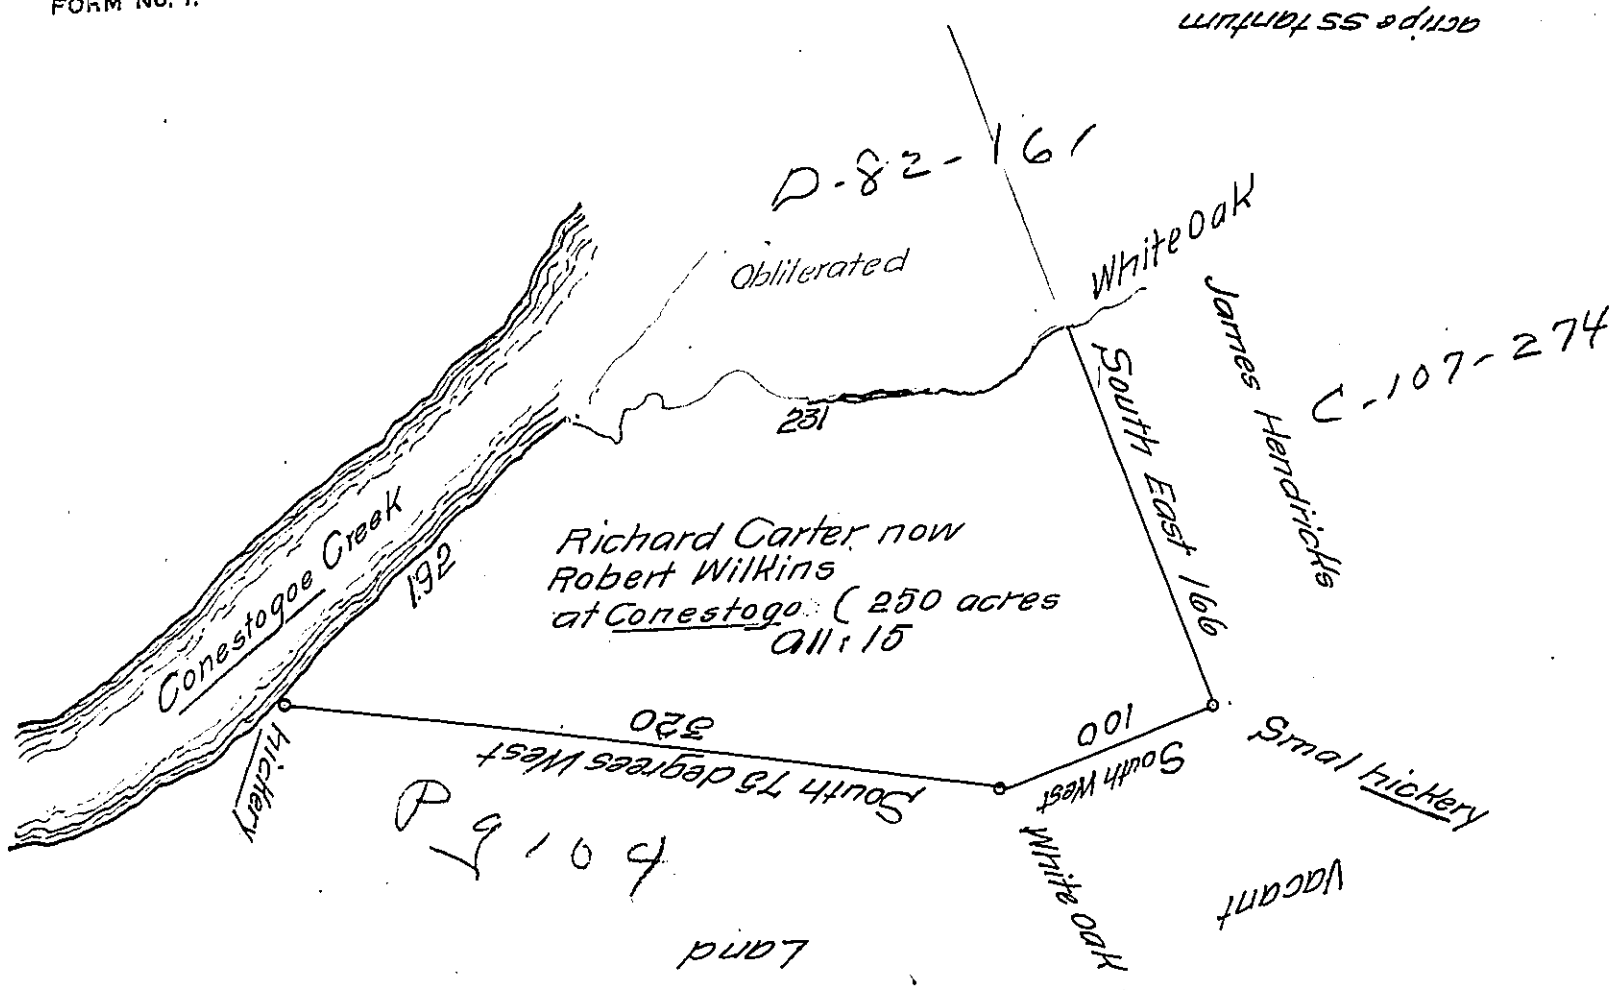 FORM NO. 1.
acripe SS tantum
D-82-161
White Oak
Obliterated
James Hendricks
C-107-274
231
South East 166
Conestogoe Creek
192
Richard Carter now
Robert Wilkins
at Conestogo (250 acres
all: 15
320
South 75 degrees West
100
South West
Smal hickery
hickery
White Oak
Vacant
Land